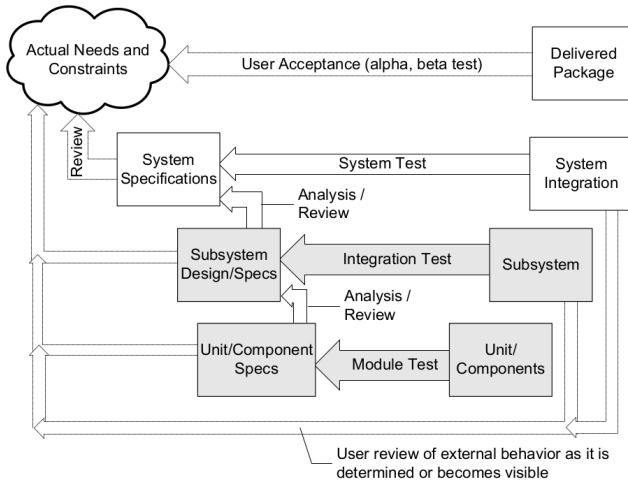 Actual Needs and
Constraints
User Acceptance (alpha, beta test)
Delivered
Package
Review
System
Specifications
System Test
System
Integration
Analysis /
Review
Subsystem
Design/Specs
Integration Test
Subsystem
Analysis /
Review
Unit/Component
Specs
Module Test
Unit/
Components
User review of external behavior as it is
determined or becomes visible